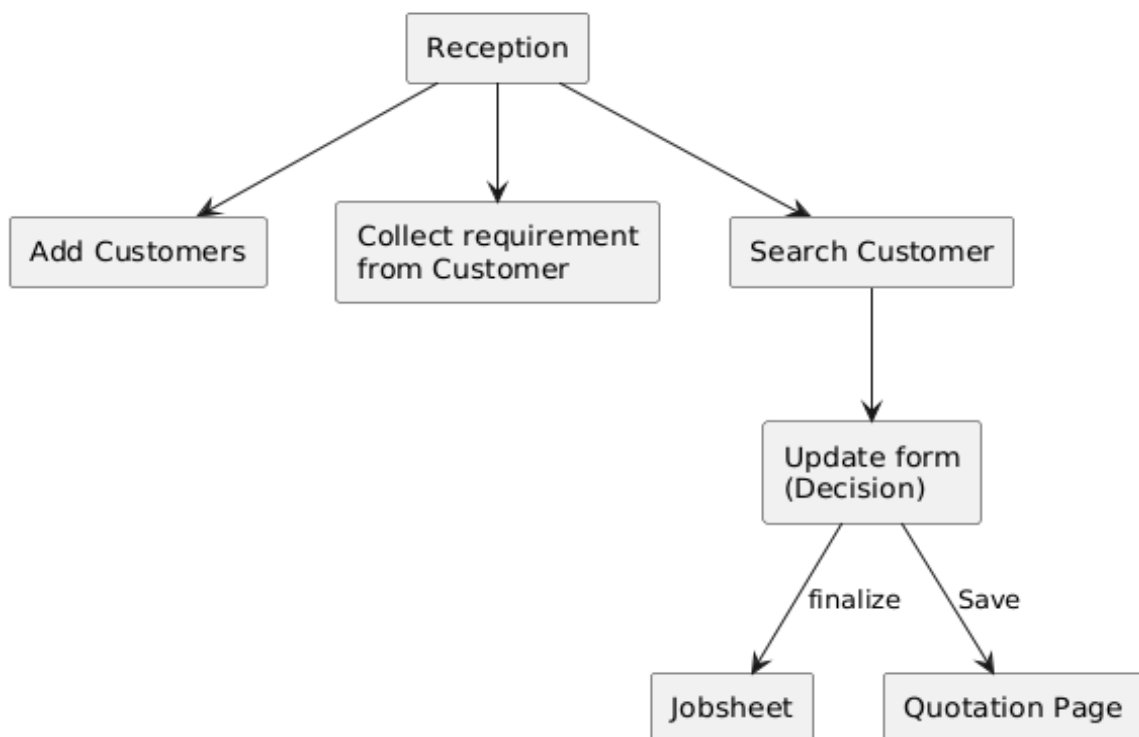 Reception
Add Customers
Collect requirement
from Customer
Search Customer
Update form
(Decision)
finalize
Save
Jobsheet
Quotation Page